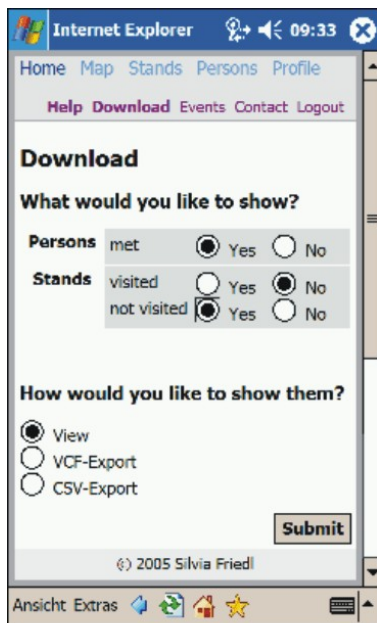 Internet Explorer 09:33
Home Map Stands Persons Profile
Help Download Events Contact Logout
Download
What would you like to show?
Persons met Yes No
Stands visited Yes No
not visited Yes No
How would you like to show them?
View
VCF-Export
CSV-Export
Submit
© 2005 Silvia Friedl
Ansicht Extras